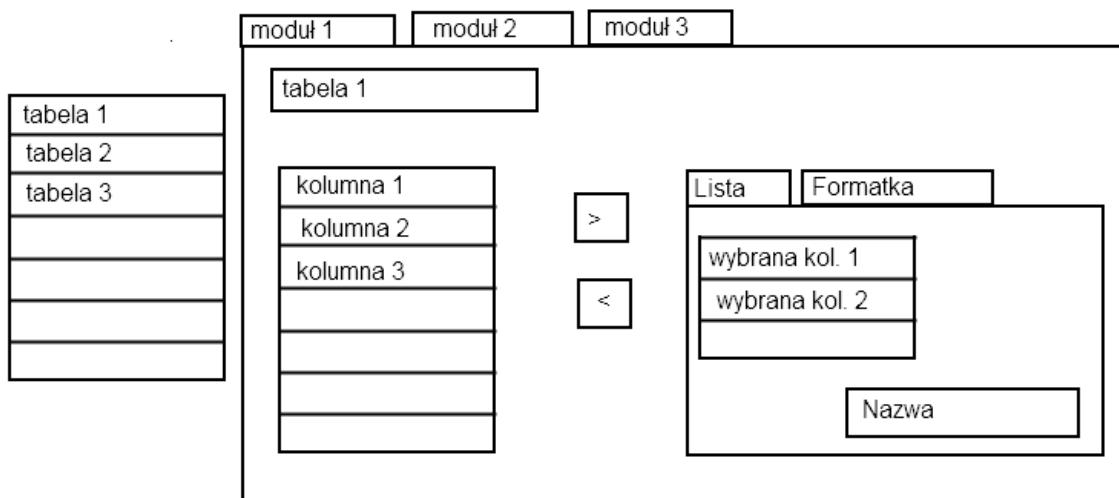 moduł 1
moduł 2
moduł 3
tabela 1
tabela 2
tabela 3
tabela 1
kolumna 1
kolumna 2
kolumna 3
>
<
Lista
Formatka
wybrana kol. 1
wybrana kol. 2
Nazwa